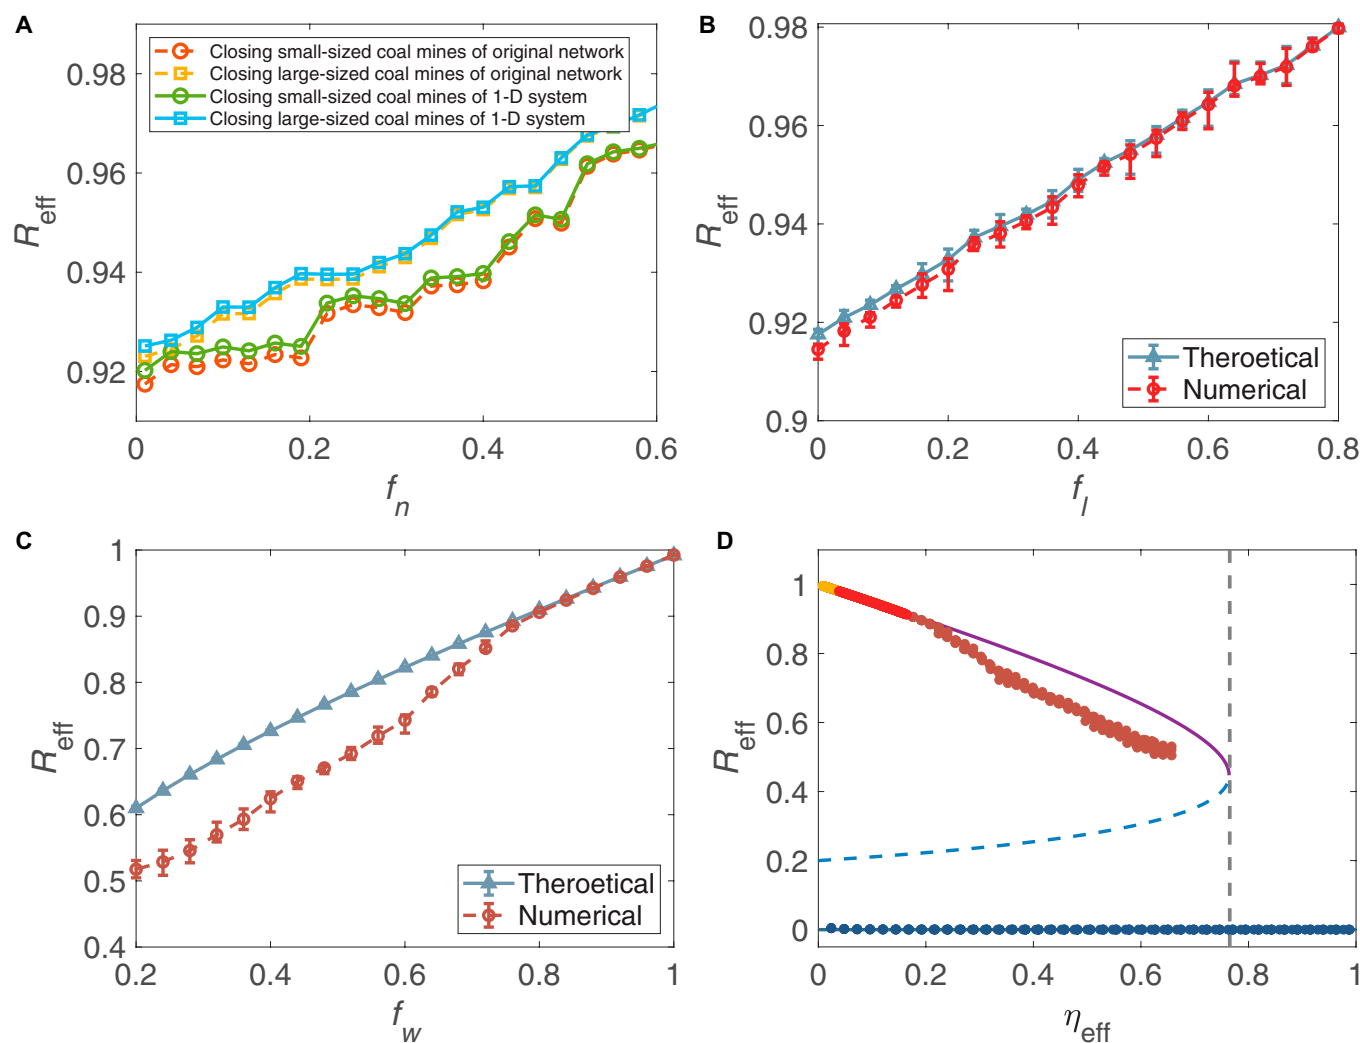 A
0.98
0.96
0.94
0.92
R_eff
Closing small-sized coal mines of original network
Closing large-sized coal mines of original network
Closing small-sized coal mines of 1-D system
Closing large-sized coal mines of 1-D system
0 0.2 0.4 0.6
f_n
B
0.98
0.96
0.94
0.92
0.9
R_eff
Theroetical
Numerical
0 0.2 0.4 0.6 0.8
f_l
C
1
0.9
0.8
0.7
0.6
0.5
0.4
R_eff
Theroetical
Numerical
0.2 0.4 0.6 0.8 1
f_w
D
1
0.8
0.6
0.4
0.2
0
R_eff
0 0.2 0.4 0.6 0.8 1
η_eff